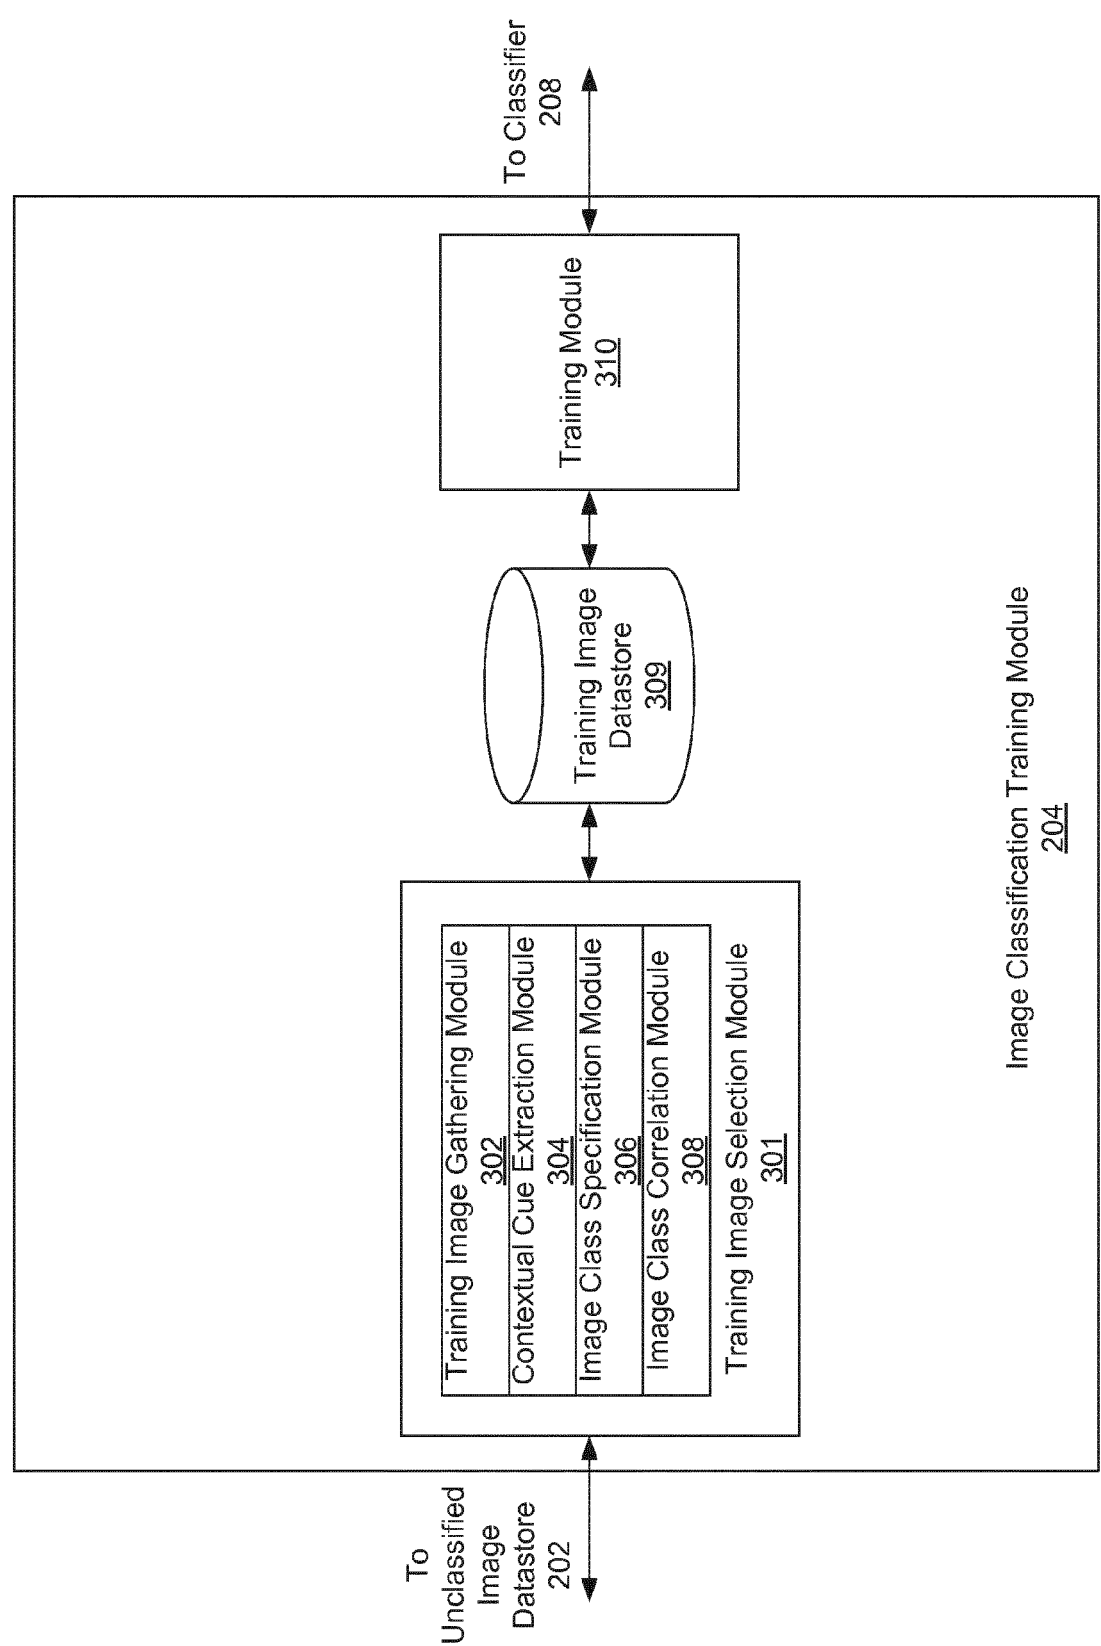 To
Unclassified
Image
Datastore
202
Training Image Gathering Module
302
Contextual Cue Extraction Module
304
Image Class Specification Module
306
Image Class Correlation Module
308
Training Image Selection Module
301
Training Image
Datastore
309
Training Module
310
To Classifier
208
Image Classification Training Module
204